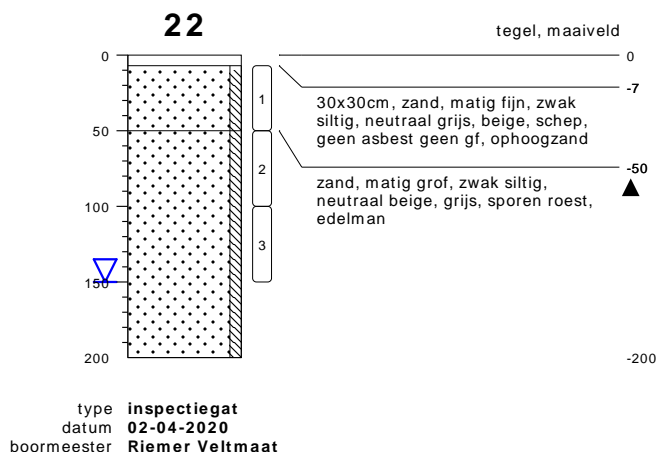 22
tegel, maaiveld
0
0
-7
1
30x30cm, zand, matig fijn, zwak
siltig, neutraal grijs, beige, schep,
geen asbest geen gf, ophoogzand
50
-50
2
zand, matig grof, zwak siltig,
neutraal beige, grijs, sporen roest,
edelman
100
3
150
200
-200
type inspectiegat
datum 02-04-2020
boormeester Riemer Veltmaat